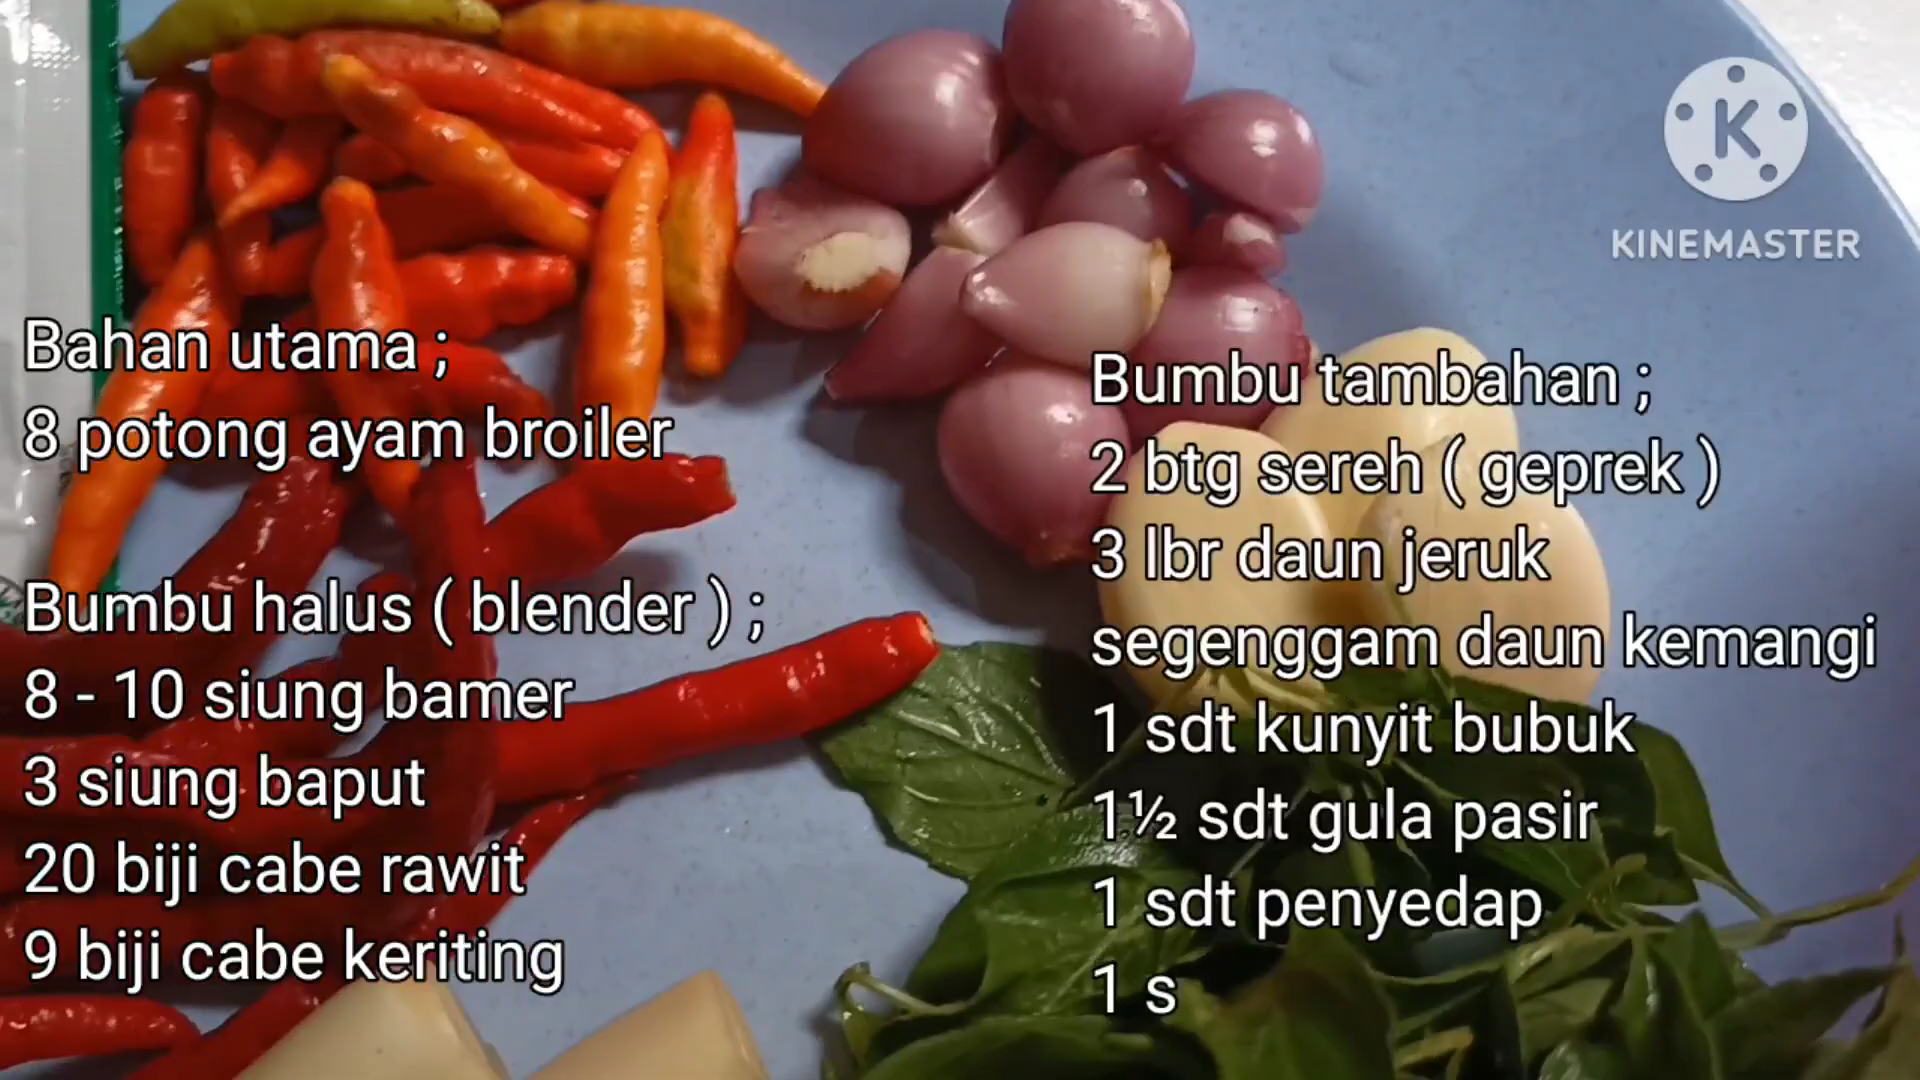 KINEMASTER
Bahan utama ;
8 potong ayam broiler
Bumbu halus ( blender ) ;
8 - 10 siung bamer
3 siung baput
20 biji cabe rawit
9 biji cabe keriting
Bumbu tambahan ;
2 btg sereh ( geprek )
3 lbr daun jeruk
segenggam daun kemangi
1 sdt kunyit bubuk
1½ sdt gula pasir
1 sdt penyedap
1 s